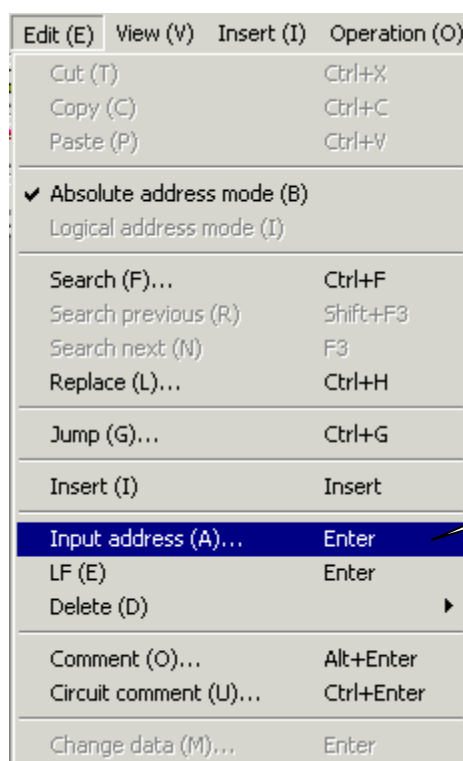 Edit (E) View (V) Insert (I) Operation (O)
Cut (T) Ctrl+X
Copy (C) Ctrl+C
Paste (P) Ctrl+V
Absolute address mode (B)
Logical address mode (I)
Search (F)... Ctrl+F
Search previous (R) Shift+F3
Search next (N) F3
Replace (L)... Ctrl+H
Jump (G)... Ctrl+G
Insert (I) Insert
Input address (A)... Enter
LF (E) Enter
Delete (D)
Comment (O)... Alt+Enter
Circuit comment (U)... Ctrl+Enter
Change data (M)... Enter